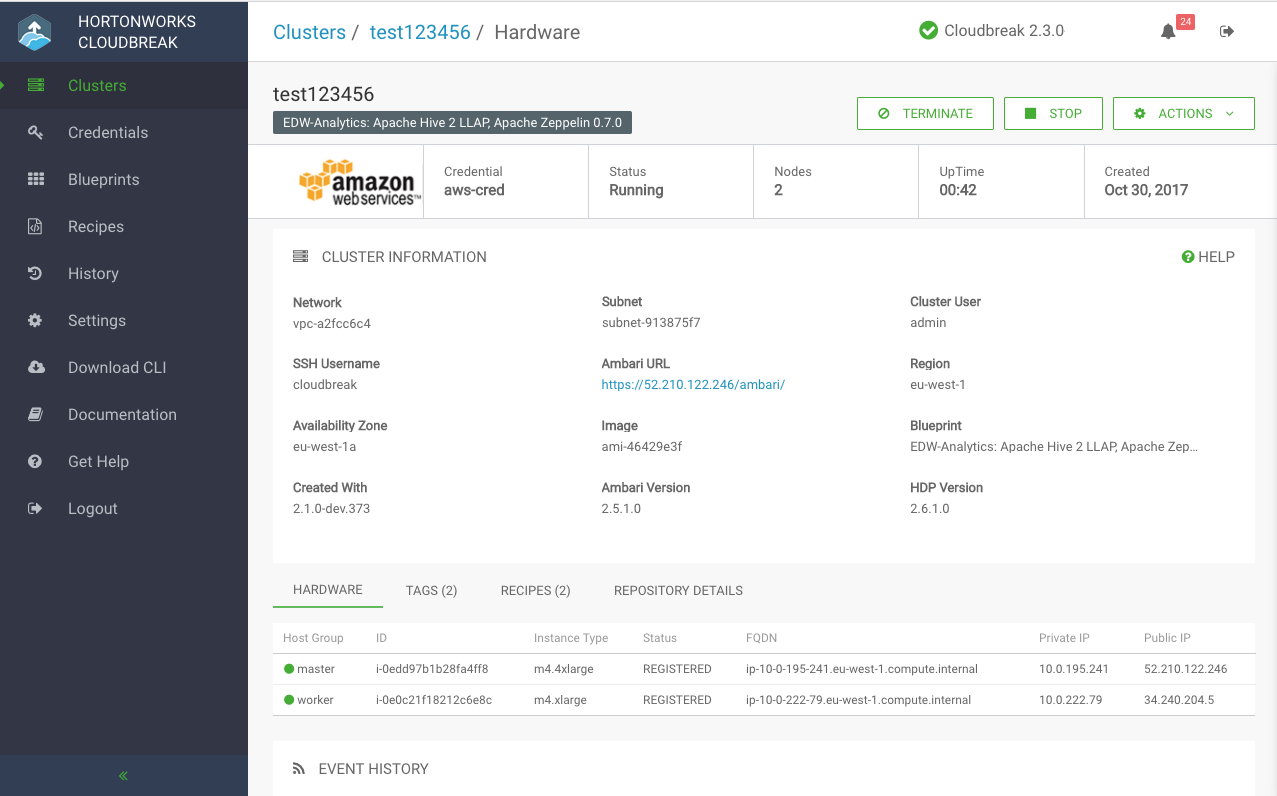 HORTONWORKS
CLOUDBREAK
Clusters
Credentials
Blueprints
Recipes
History
Settings
Download CLI
Documentation
Get Help
Logout
Clusters / test123456 / Hardware
Cloudbreak 2.3.0
24
test123456
EDW-Analytics: Apache Hive 2 LLAP, Apache Zeppelin 0.7.0
TERMINATE
STOP
ACTIONS
amazon
webservices™
Credential
aws-cred
Status
Running
Nodes
2
UpTime
00:42
Created
Oct 30, 2017
CLUSTER INFORMATION
HELP
Network
vpc-a2fcc6c4
Subnet
subnet-913875f7
Cluster User
admin
SSH Username
cloudbreak
Ambari URL
https://52.210.122.246/ambari/
Region
eu-west-1
Availability Zone
eu-west-1a
Image
ami-46429e3f
Blueprint
EDW-Analytics: Apache Hive 2 LLAP, Apache Zep...
Created With
2.1.0-dev.373
Ambari Version
2.5.1.0
HDP Version
2.6.1.0
HARDWARE TAGS (2) RECIPES (2) REPOSITORY DETAILS
Host Group ID Instance Type Status FQDN Private IP Public IP
master i-0edd97b1b28fa4ff8 m4.4xlarge REGISTERED ip-10-0-195-241.eu-west-1.compute.internal 10.0.195.241 52.210.122.246
worker i-0e0c21f18212c6e8c m4.xlarge REGISTERED ip-10-0-222-79.eu-west-1.compute.internal 10.0.222.79 34.240.204.5
EVENT HISTORY